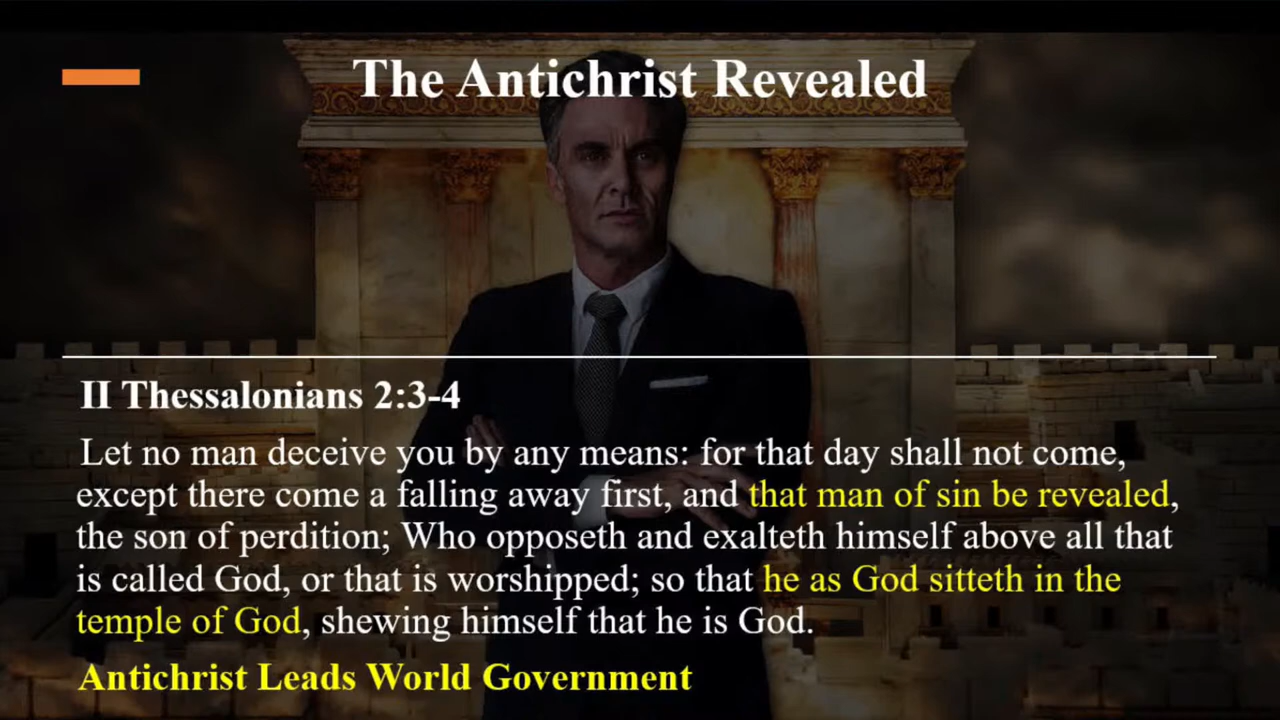 The Antichrist Revealed
II Thessalonians 2:3-4
Let no man deceive you by any means: for that day shall not come,
except there come a falling away first, and that man of sin be revealed,
the son of perdition; Who opposeth and exalteth himself above all that
is called God, or that is worshipped; so that he as God sitteth in the
temple of God, shewing himself that he is God.
Antichrist Leads World Government